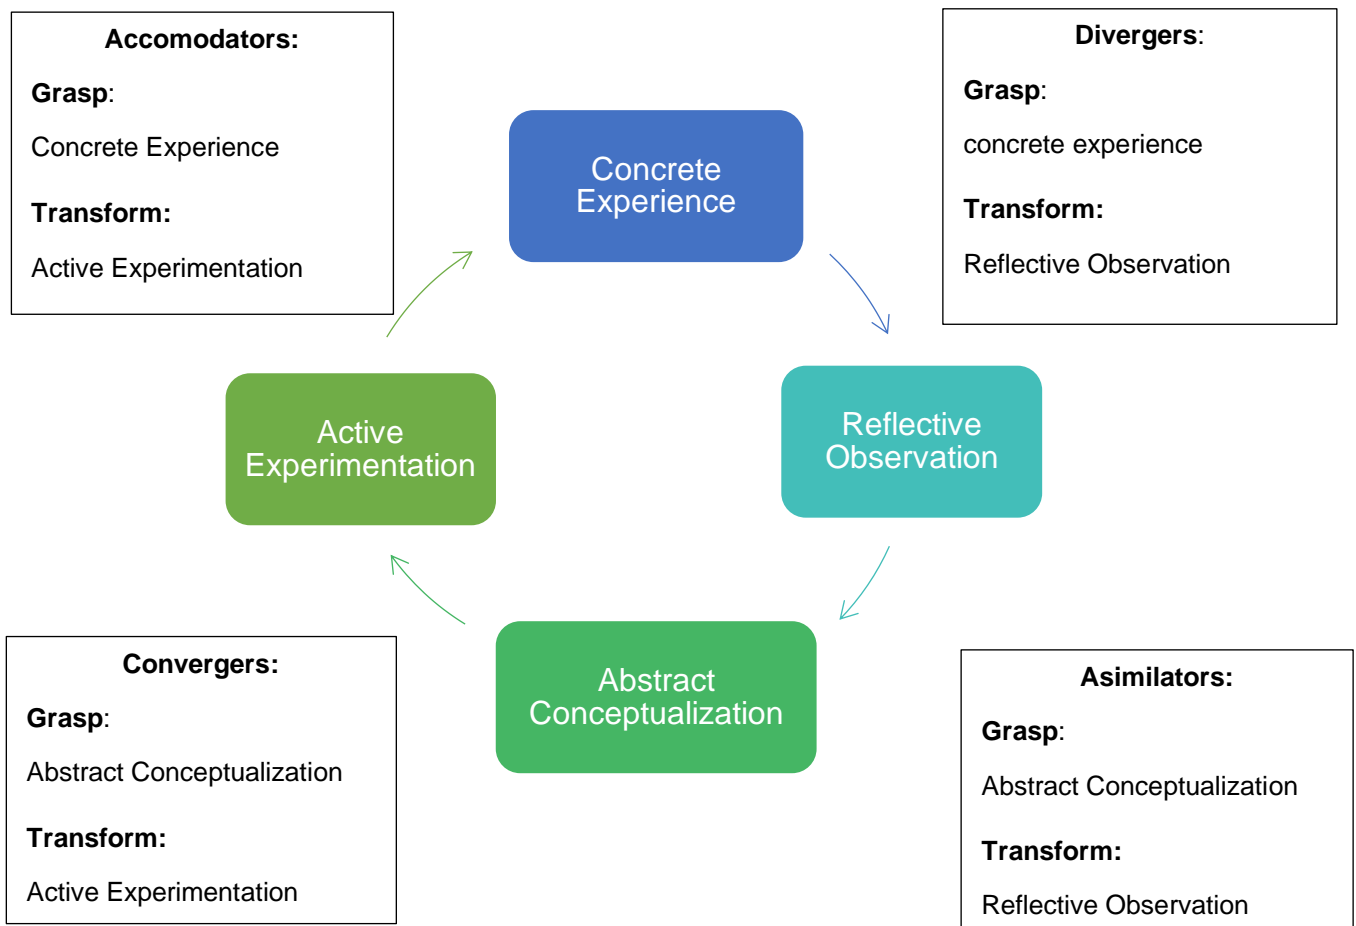 Accomodators:
Grasp:
Concrete Experience
Transform:
Active Experimentation
Divergers:
Grasp:
concrete experience
Transform:
Reflective Observation
Concrete
Experience
Active
Experimentation
Reflective
Observation
Abstract
Conceptualization
Convergers:
Grasp:
Abstract Conceptualization
Transform:
Active Experimentation
Asimilators:
Grasp:
Abstract Conceptualization
Transform:
Reflective Observation